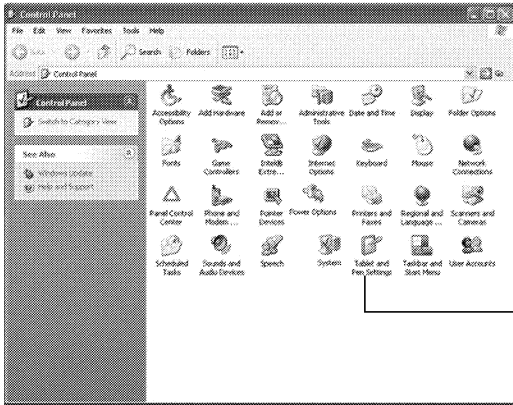 Control Panel
File Edit View Favorites Tools Help
Search Folders
Address Control Panel
Control Panel
Switch to Category View
See Also
Windows Update
Help and Support
Accessibility Options
Add Hardware
Add or Remov...
Administrative Tools
Date and Time
Display
Folder Options
Fonts
Game Controllers
Intel® Extre...
Internet Options
Keyboard
Mouse
Network Connections
Panel Control Center
Phone and Modem ...
Pointer Devices
Power Options
Printers and Faxes
Regional and Language ...
Scanners and Cameras
Scheduled Tasks
Sounds and Audio Devices
Speech
System
Tablet and Pen Settings
Taskbar and Start Menu
User Accounts